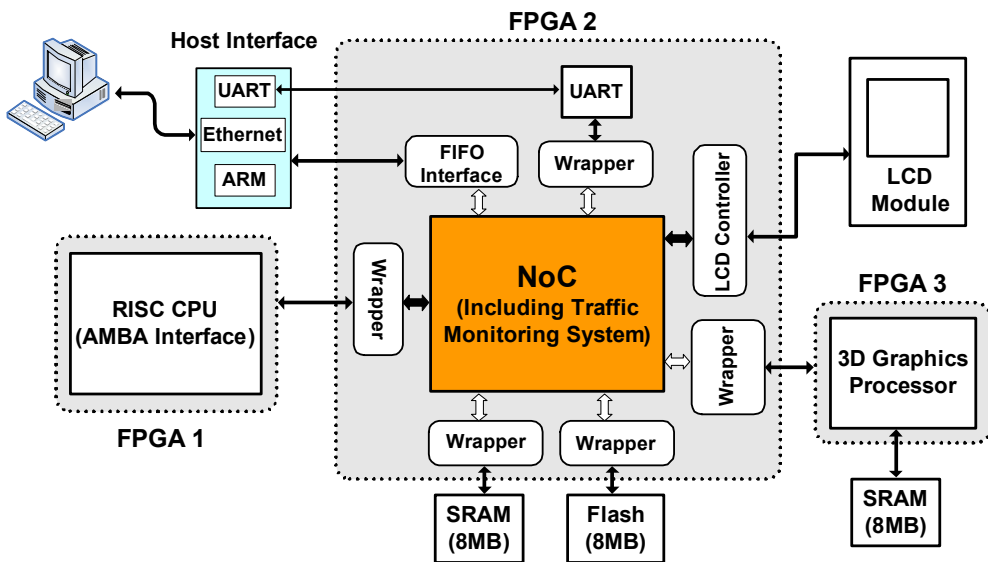 FPGA 2
Host Interface
UART
Ethernet
ARM
UART
FIFO
Interface
Wrapper
LCD Controller
LCD
Module
RISC CPU
(AMBA Interface)
FPGA 1
Wrapper
NoC
(Including Traffic
Monitoring System)
Wrapper
FPGA 3
3D Graphics
Processor
Wrapper
Wrapper
SRAM
(8MB)
Flash
(8MB)
SRAM
(8MB)